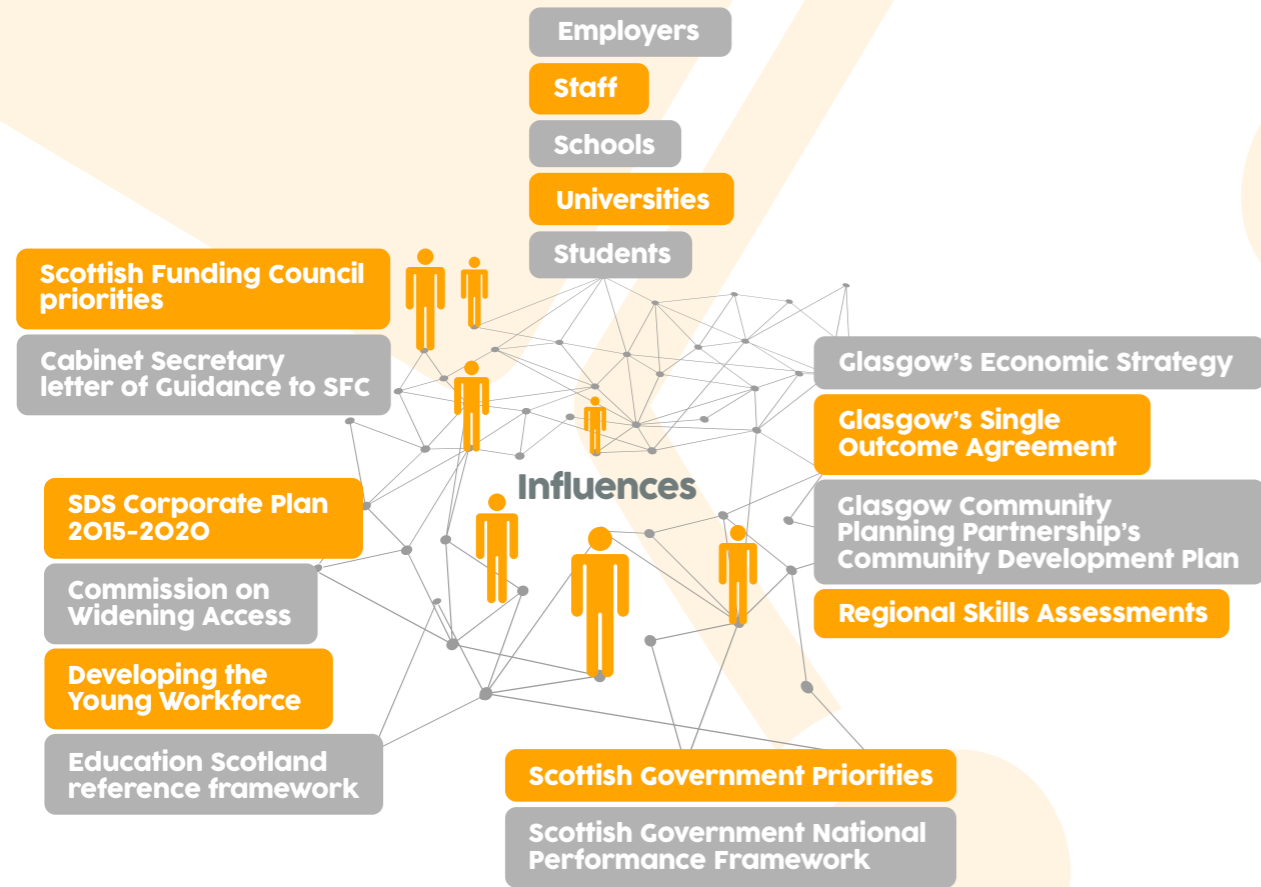 Employers
Staff
Schools
Universities
Students
Scottish Funding Council
priorities
Cabinet Secretary
letter of Guidance to SFC
SDS Corporate Plan
2015-2020
Commission on
Widening Access
Developing the
Young Workforce
Education Scotland
reference framework
Influences
Glasgow’s Economic Strategy
Glasgow’s Single
Outcome Agreement
Glasgow Community
Planning Partnership’s
Community Development Plan
Regional Skills Assessments
Scottish Government Priorities
Scottish Government National
Performance Framework